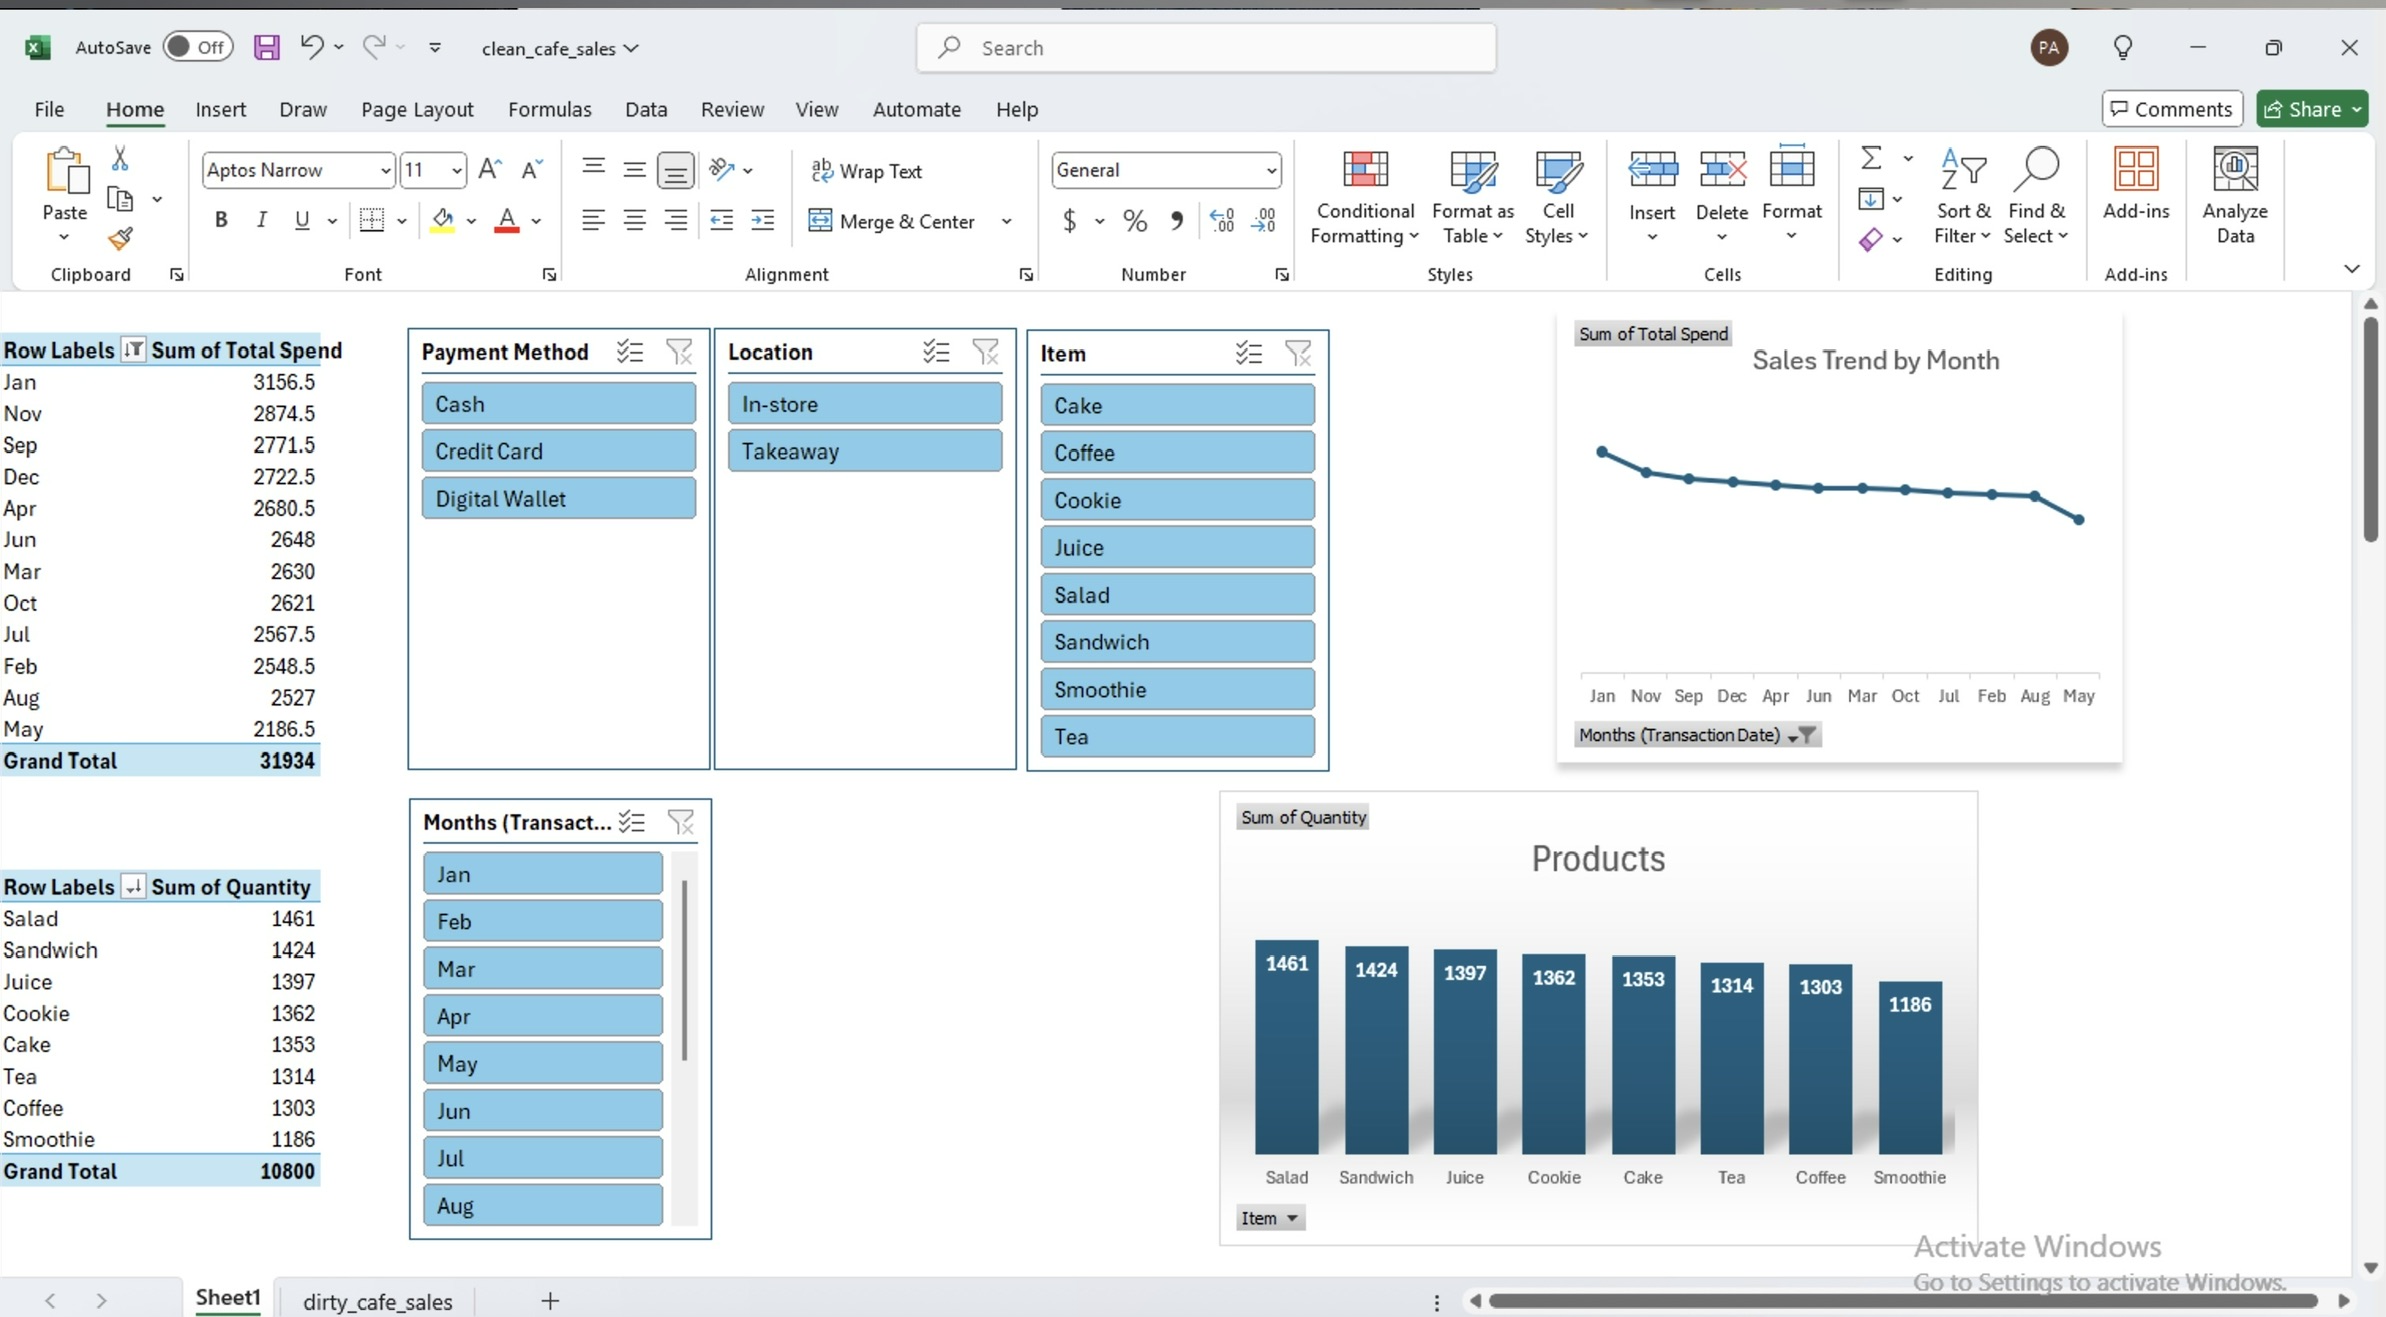 AutoSave Off clean_cafe_sales Search PA
File Home Insert Draw Page Layout Formulas Data Review View Automate Help Comments Share
Paste
Clipboard
Aptos Narrow 11 A^ Aˇ
B I U A
Font
Wrap Text
Merge & Center
Alignment
General
$ % , .00 .00
Number
Conditional Formatting
Format as Table
Cell Styles
Styles
Insert Delete Format
Cells
Sort & Filter
Find & Select
Editing
Add-ins
Add-ins
Analyze Data
Row Labels Sum of Total Spend
Jan 3156.5
Nov 2874.5
Sep 2771.5
Dec 2722.5
Apr 2680.5
Jun 2648
Mar 2630
Oct 2621
Jul 2567.5
Feb 2548.5
Aug 2527
May 2186.5
Grand Total 31934
Payment Method
Cash
Credit Card
Digital Wallet
Location
In-store
Takeaway
Item
Cake
Coffee
Cookie
Juice
Salad
Sandwich
Smoothie
Tea
Sum of Total Spend
Sales Trend by Month
Jan Nov Sep Dec Apr Jun Mar Oct Jul Feb Aug May
Months (Transaction Date)
Row Labels Sum of Quantity
Salad 1461
Sandwich 1424
Juice 1397
Cookie 1362
Cake 1353
Tea 1314
Coffee 1303
Smoothie 1186
Grand Total 10800
Months (Transact...
Jan
Feb
Mar
Apr
May
Jun
Jul
Aug
Sum of Quantity
Products
1461 1424 1397 1362 1353 1314 1303 1186
Salad Sandwich Juice Cookie Cake Tea Coffee Smoothie
Item
Activate Windows
Go to Settings to activate Windows.
Sheet1 dirty_cafe_sales